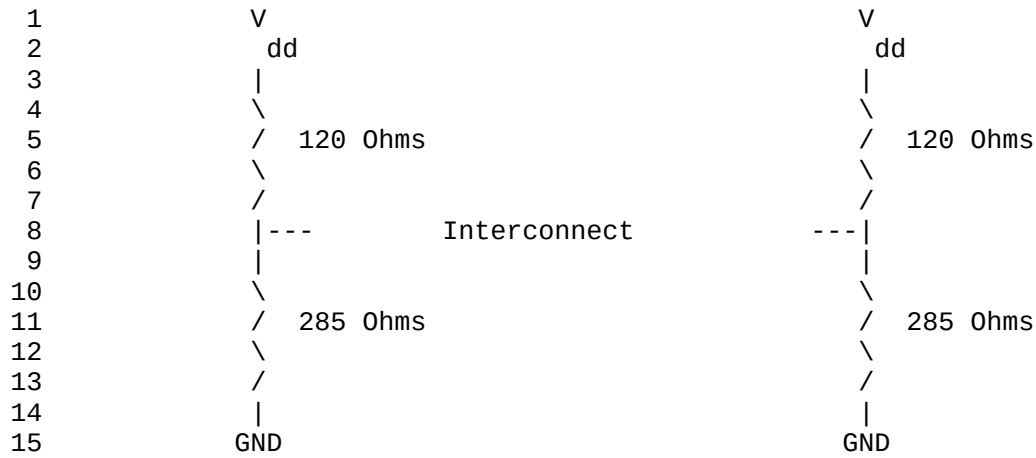 1 V V
2 dd dd
3 | |
4 \ \
5 / 120 Ohms / 120 Ohms
6 \ \
7 / /
8 |--- Interconnect ---|
9 | |
10 \ \
11 / 285 Ohms / 285 Ohms
12 \ \
13 / /
14 | |
15 GND GND